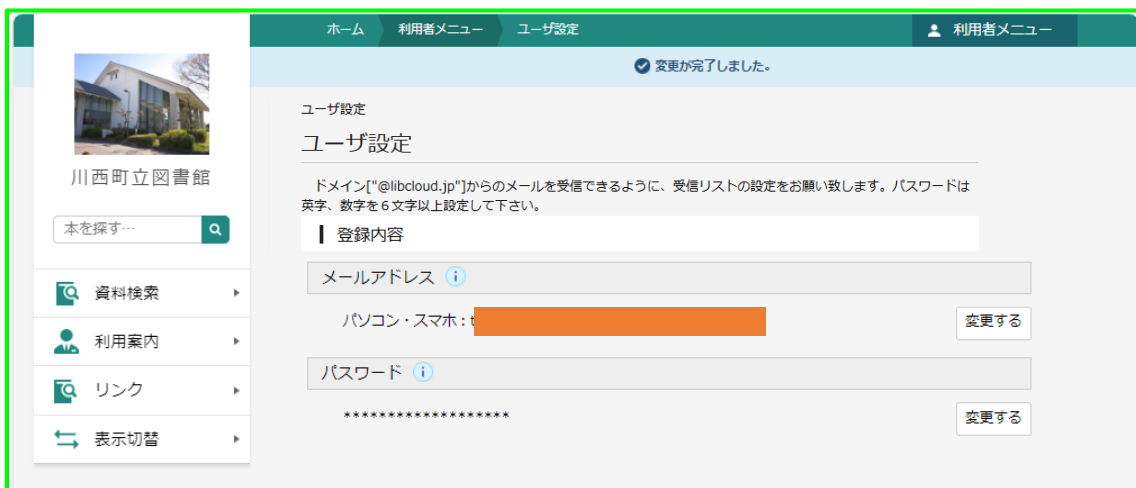 ホーム 利用者メニュー ユーザ設定 利用者メニュー
変更が完了しました。
川西町立図書館
本を探す…
資料検索
利用案内
リンク
表示切替
ユーザ設定
ユーザ設定
ドメイン["@libcloud.jp"]からのメールを受信できるように、受信リストの設定をお願い致します。パスワードは
英字、数字を6文字以上設定して下さい。
登録内容
メールアドレス i
パソコン・スマホ : t
変更する
パスワード i
*******************
変更する